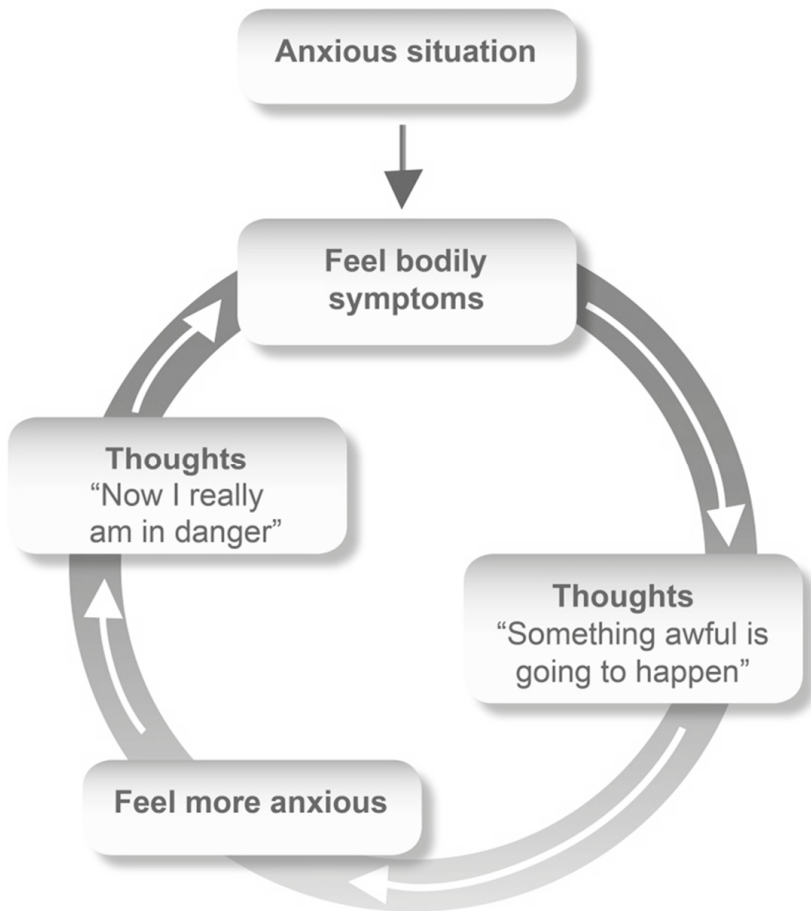 Anxious situation
Feel bodily
symptoms
Thoughts
“Something awful is
going to happen”
Feel more anxious
Thoughts
“Now I really
am in danger”